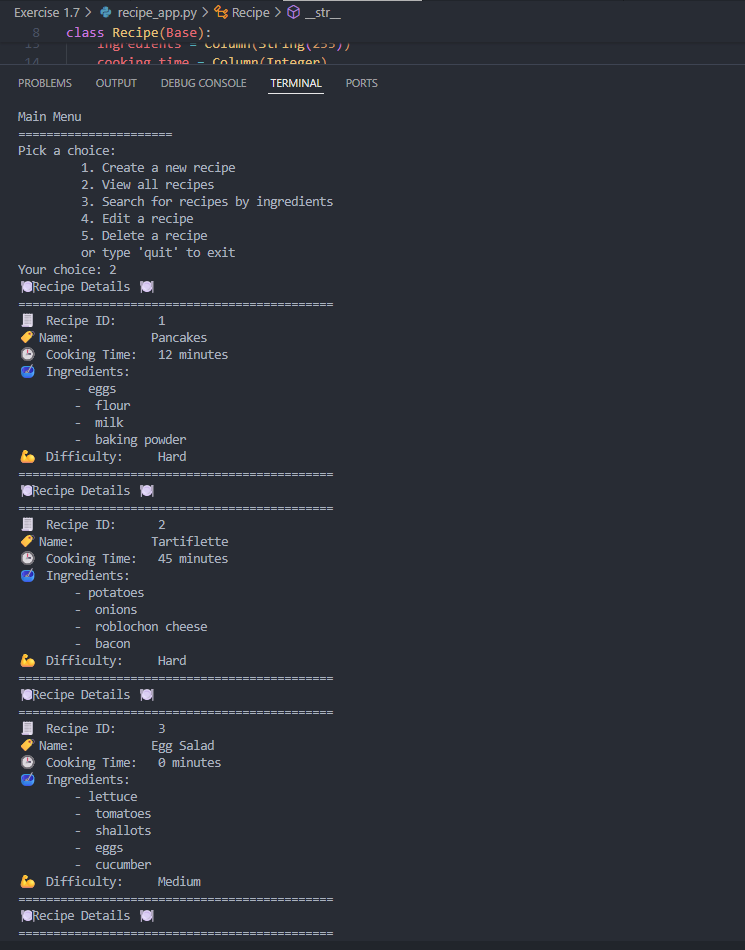 Exercise 1.7 > recipe_app.py > Recipe > __str__
8 class Recipe(Base):
13 ingredients = Column(String(255))
14 cooking_time = Column(Integer)
PROBLEMS OUTPUT DEBUG CONSOLE TERMINAL PORTS
Main Menu
======================
Pick a choice:
1. Create a new recipe
2. View all recipes
3. Search for recipes by ingredients
4. Edit a recipe
5. Delete a recipe
or type 'quit' to exit
Your choice: 2
🍽Recipe Details 🍽
=============================================
🧾 Recipe ID: 1
🏷 Name: Pancakes
🕒 Cooking Time: 12 minutes
🥣 Ingredients:
- eggs
- flour
- milk
- baking powder
💪 Difficulty: Hard
=============================================
🍽Recipe Details 🍽
=============================================
🧾 Recipe ID: 2
🏷 Name: Tartiflette
🕒 Cooking Time: 45 minutes
🥣 Ingredients:
- potatoes
- onions
- roblochon cheese
- bacon
💪 Difficulty: Hard
=============================================
🍽Recipe Details 🍽
=============================================
🧾 Recipe ID: 3
🏷 Name: Egg Salad
🕒 Cooking Time: 0 minutes
🥣 Ingredients:
- lettuce
- tomatoes
- shallots
- eggs
- cucumber
💪 Difficulty: Medium
=============================================
🍽Recipe Details 🍽
=============================================